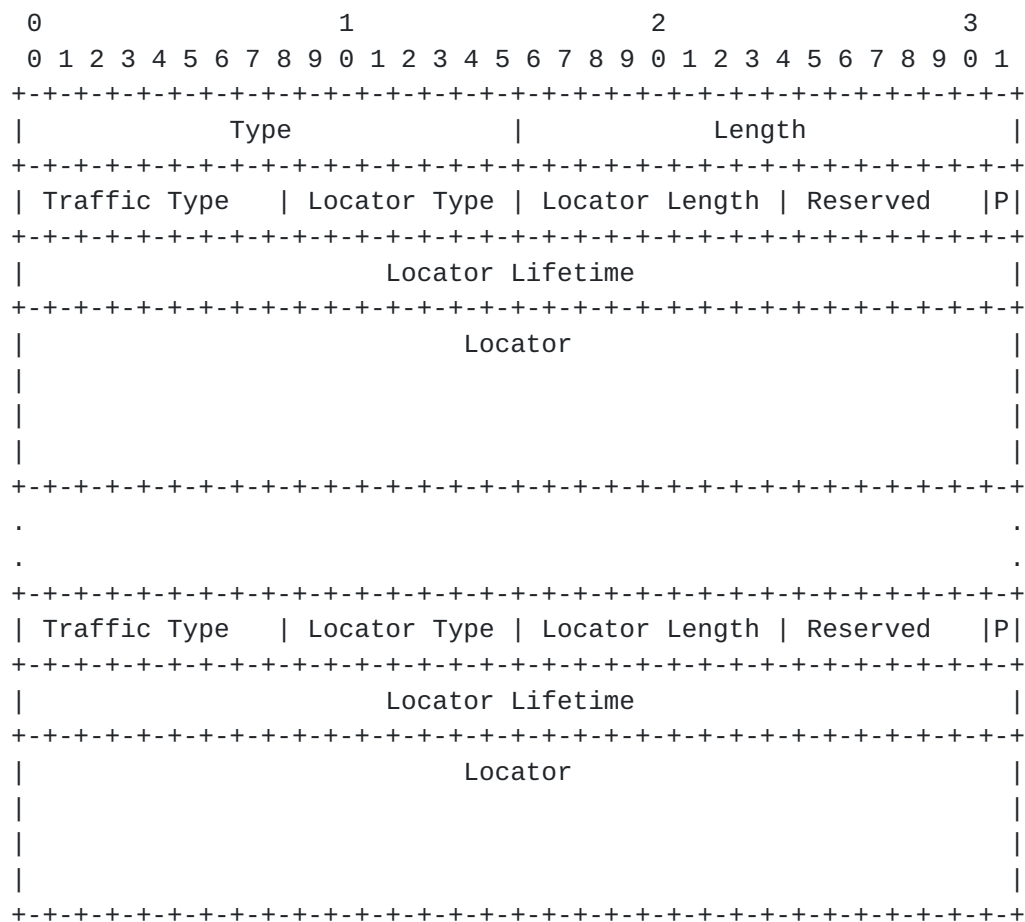 0                   1                   2                   3
 0 1 2 3 4 5 6 7 8 9 0 1 2 3 4 5 6 7 8 9 0 1 2 3 4 5 6 7 8 9 0 1
+-+-+-+-+-+-+-+-+-+-+-+-+-+-+-+-+-+-+-+-+-+-+-+-+-+-+-+-+-+-+-+-+
|             Type              |            Length             |
+-+-+-+-+-+-+-+-+-+-+-+-+-+-+-+-+-+-+-+-+-+-+-+-+-+-+-+-+-+-+-+-+
| Traffic Type   | Locator Type | Locator Length | Reserved   |P|
+-+-+-+-+-+-+-+-+-+-+-+-+-+-+-+-+-+-+-+-+-+-+-+-+-+-+-+-+-+-+-+-+
|                       Locator Lifetime                        |
+-+-+-+-+-+-+-+-+-+-+-+-+-+-+-+-+-+-+-+-+-+-+-+-+-+-+-+-+-+-+-+-+
|                            Locator                            |
|                                                               |
|                                                               |
|                                                               |
+-+-+-+-+-+-+-+-+-+-+-+-+-+-+-+-+-+-+-+-+-+-+-+-+-+-+-+-+-+-+-+-+
.                                                               .
.                                                               .
+-+-+-+-+-+-+-+-+-+-+-+-+-+-+-+-+-+-+-+-+-+-+-+-+-+-+-+-+-+-+-+-+
| Traffic Type   | Locator Type | Locator Length | Reserved   |P|
+-+-+-+-+-+-+-+-+-+-+-+-+-+-+-+-+-+-+-+-+-+-+-+-+-+-+-+-+-+-+-+-+
|                       Locator Lifetime                        |
+-+-+-+-+-+-+-+-+-+-+-+-+-+-+-+-+-+-+-+-+-+-+-+-+-+-+-+-+-+-+-+-+
|                            Locator                            |
|                                                               |
|                                                               |
|                                                               |
+-+-+-+-+-+-+-+-+-+-+-+-+-+-+-+-+-+-+-+-+-+-+-+-+-+-+-+-+-+-+-+-+